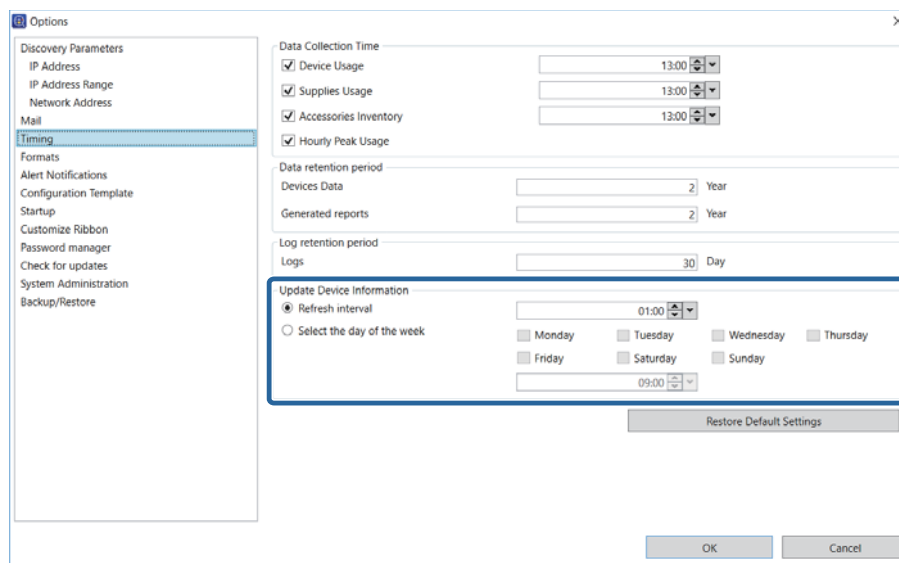 Options
Discovery Parameters
IP Address
IP Address Range
Network Address
Mail
Timing
Formats
Alert Notifications
Configuration Template
Startup
Customize Ribbon
Password manager
Check for updates
System Administration
Backup/Restore
Data Collection Time
Device Usage 13:00
Supplies Usage 13:00
Accessories Inventory 13:00
Hourly Peak Usage
Data retention period
Devices Data 2 Year
Generated reports 2 Year
Log retention period
Logs 30 Day
Update Device Information
Refresh interval 01:00
Select the day of the week
Monday Tuesday Wednesday Thursday
Friday Saturday Sunday
09:00
Restore Default Settings
OK Cancel